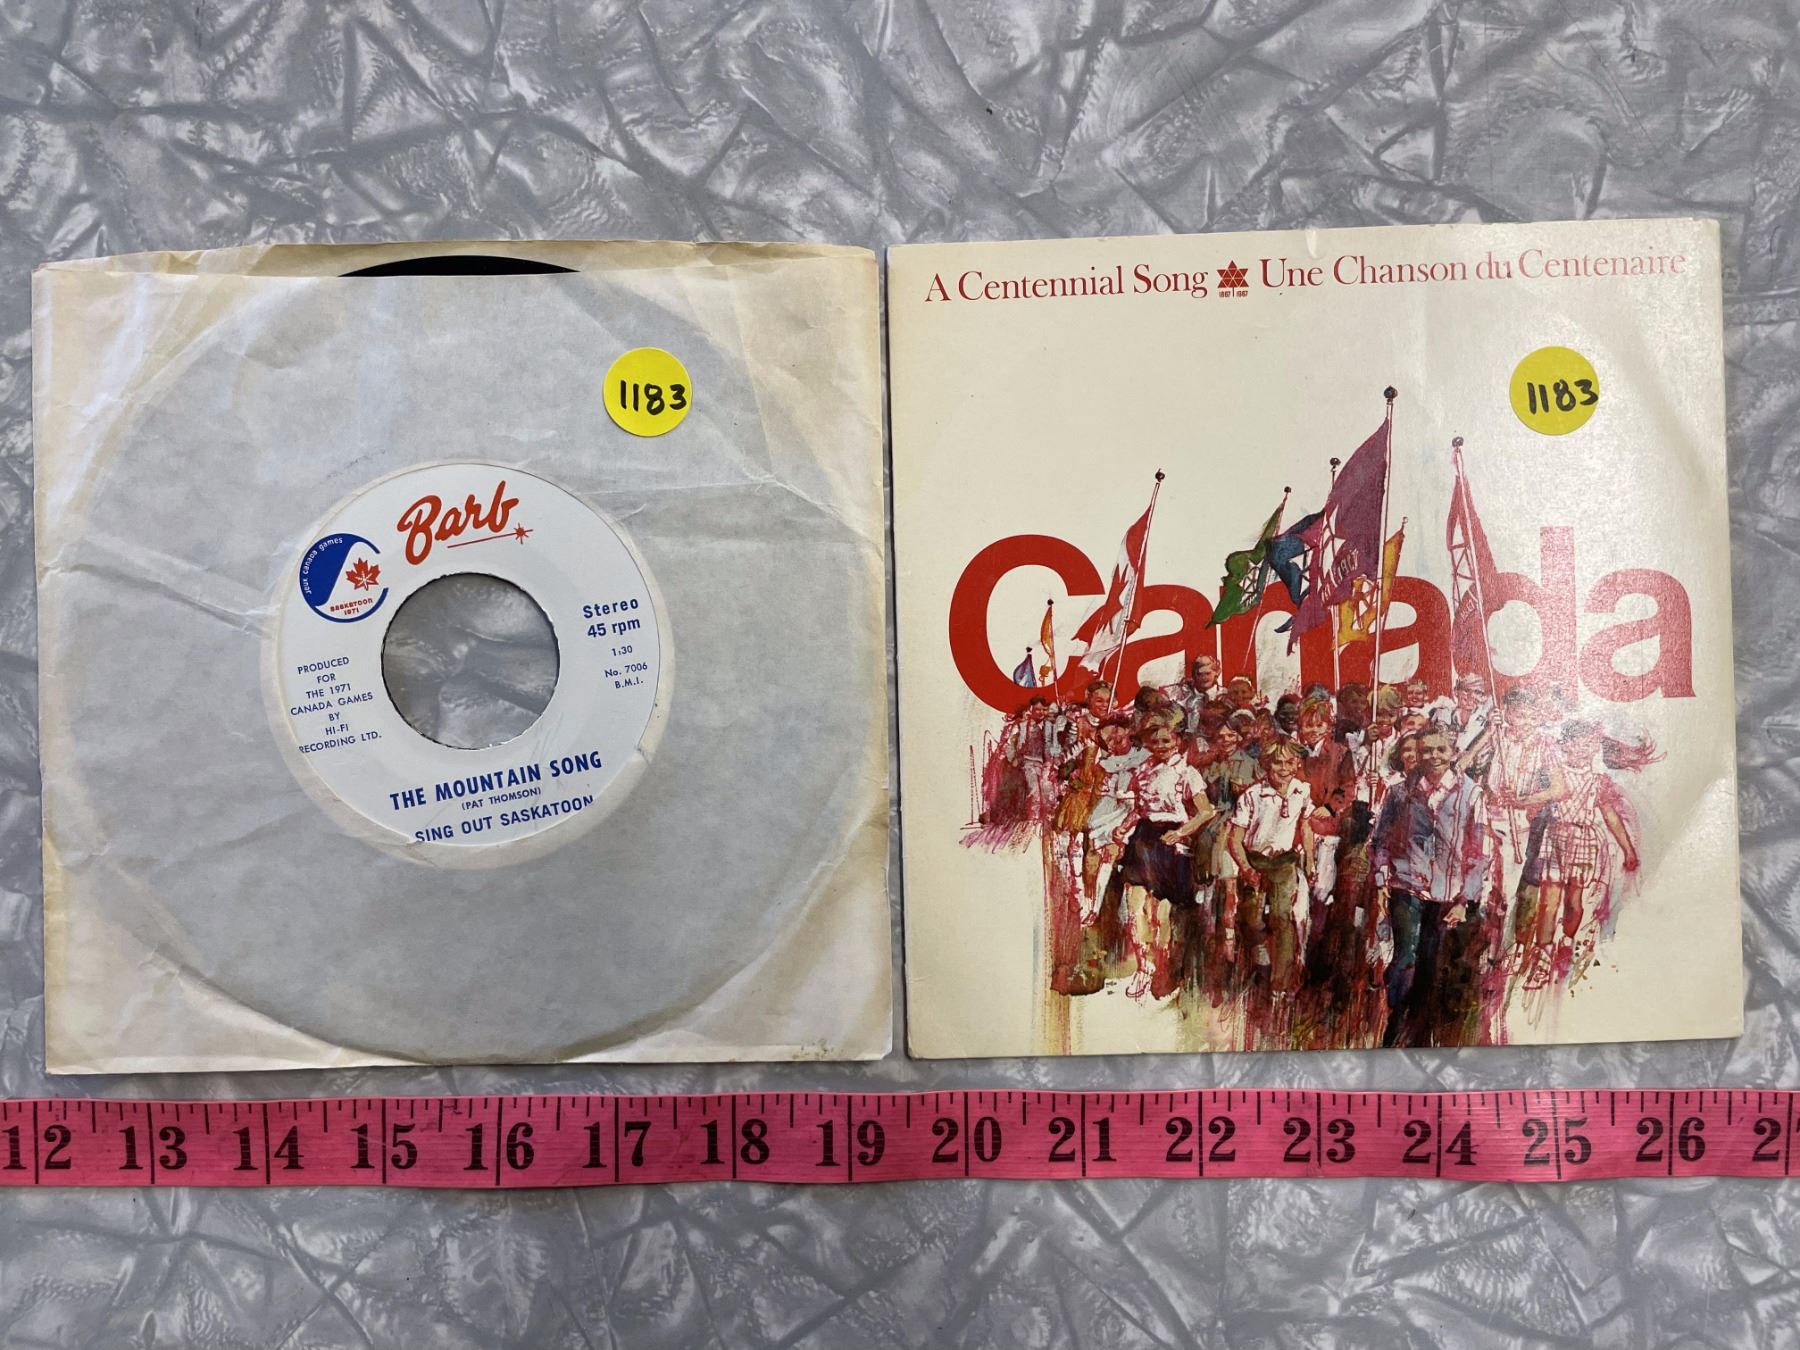 1183
Barb
jeux canada games
SASKATOON
1971
Stereo
45 rpm
1:30
No. 7006
B.M.I.
PRODUCED
FOR
THE 1971
CANADA GAMES
BY
HI-FI
RECORDING LTD.
THE MOUNTAIN SONG
(PAT THOMSON)
SING OUT SASKATOON
A Centennial Song Une Chanson du Centenaire
1867 1967
1183
Canada
1967
12 13 14 15 16 17 18 19 20 21 22 23 24 25 26 2